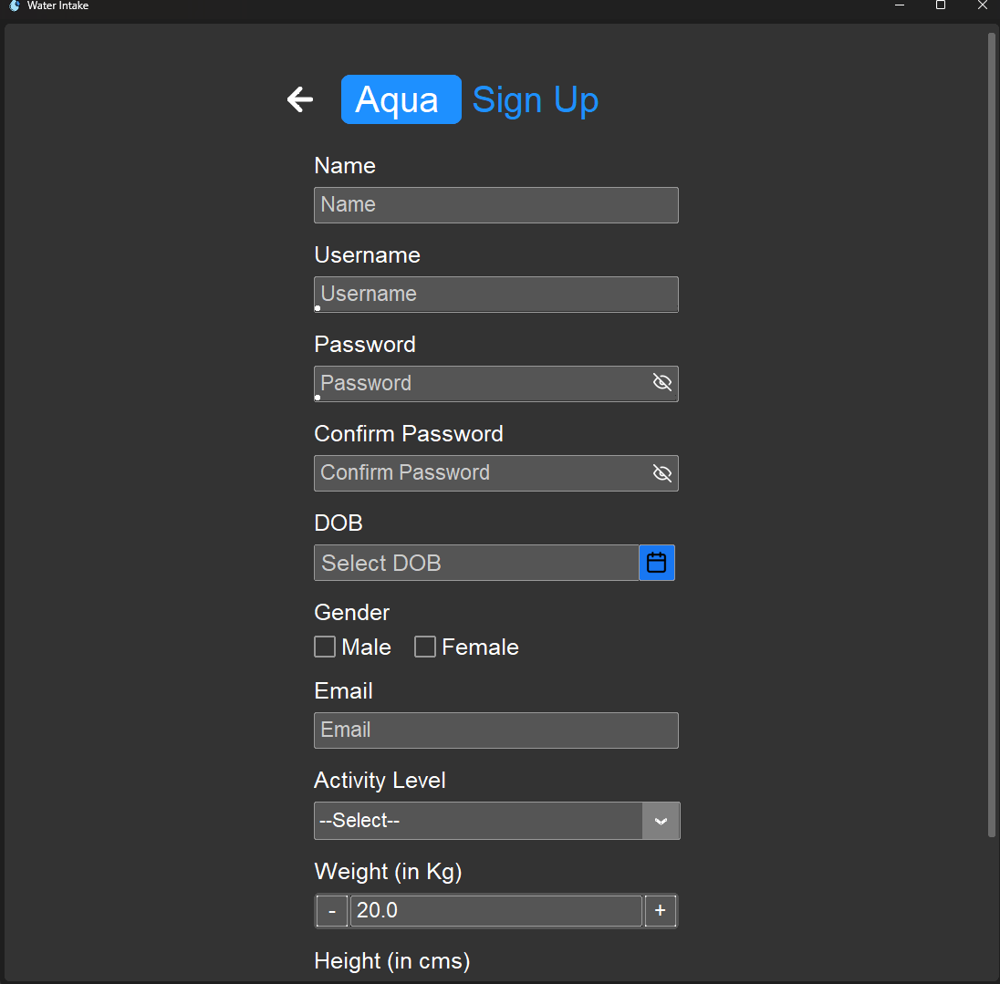 Water Intake
Aqua Sign Up
Name
Name
Username
Username
Password
Password
Confirm Password
Confirm Password
DOB
Select DOB
Gender
Male Female
Email
Email
Activity Level
--Select--
Weight (in Kg)
- 20.0 +
Height (in cms)